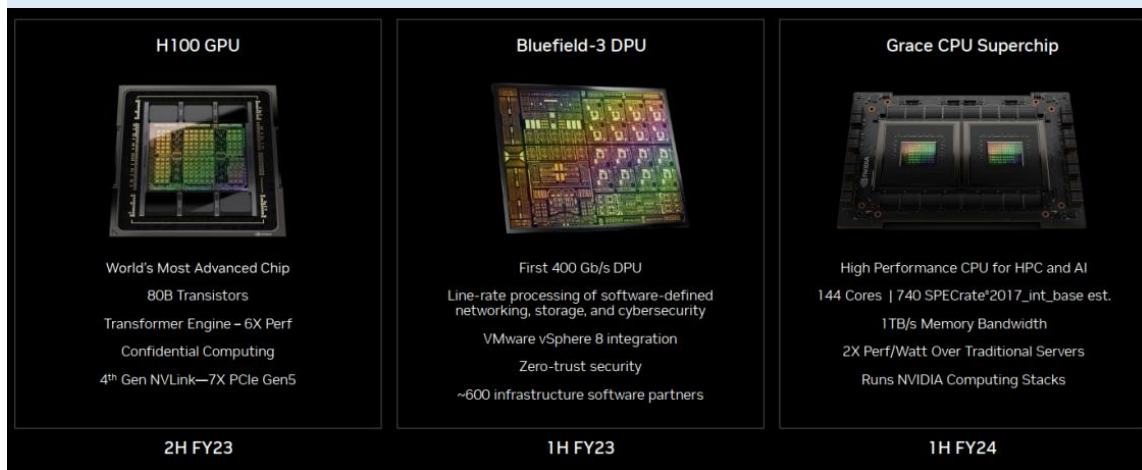 H100 GPU
World's Most Advanced Chip
80B Transistors
Transformer Engine – 6X Perf
Confidential Computing
4th Gen NVLink—7X PCIe Gen5
2H FY23
Bluefield-3 DPU
First 400 Gb/s DPU
Line-rate processing of software-defined
networking, storage, and cybersecurity
VMware vSphere 8 integration
Zero-trust security
~600 infrastructure software partners
1H FY23
Grace CPU Superchip
NVIDIA
High Performance CPU for HPC and AI
144 Cores | 740 SPECrate®2017_int_base est.
1TB/s Memory Bandwidth
2X Perf/Watt Over Traditional Servers
Runs NVIDIA Computing Stacks
1H FY24